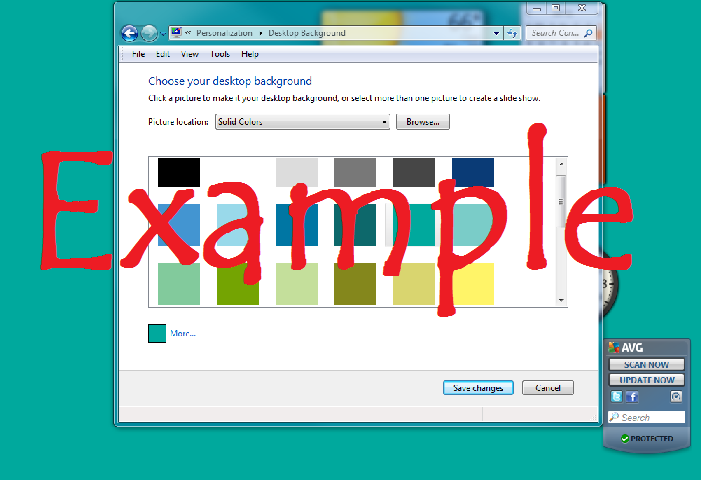 Personalization
Desktop Background
Search Con...
File Edit View Tools Help
Choose your desktop background
Click a picture to make it your desktop background, or select more than one picture to create a slide show.
Picture location: Solid Colors Browse...
Example
More...
Save changes Cancel
AVG
SCAN NOW
UPDATE NOW
Search
PROTECTED